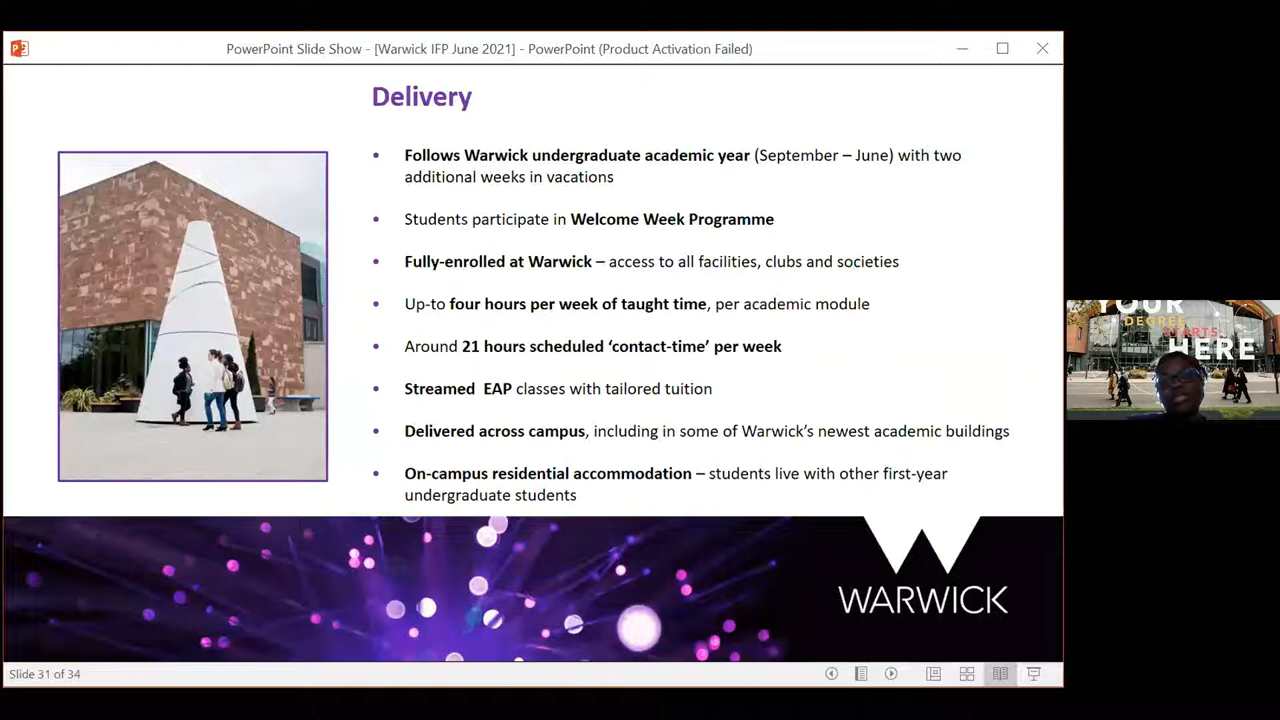 PowerPoint Slide Show - [Warwick IFP June 2021] - PowerPoint (Product Activation Failed)
Delivery
• Follows Warwick undergraduate academic year (September – June) with two
additional weeks in vacations
• Students participate in Welcome Week Programme
• Fully-enrolled at Warwick – access to all facilities, clubs and societies
• Up-to four hours per week of taught time, per academic module
• Around 21 hours scheduled ‘contact-time’ per week
• Streamed EAP classes with tailored tuition
• Delivered across campus, including in some of Warwick’s newest academic buildings
• On-campus residential accommodation – students live with other first-year
undergraduate students
WARWICK
Slide 31 of 34
YOUR
DEGREE
STARTS
HERE